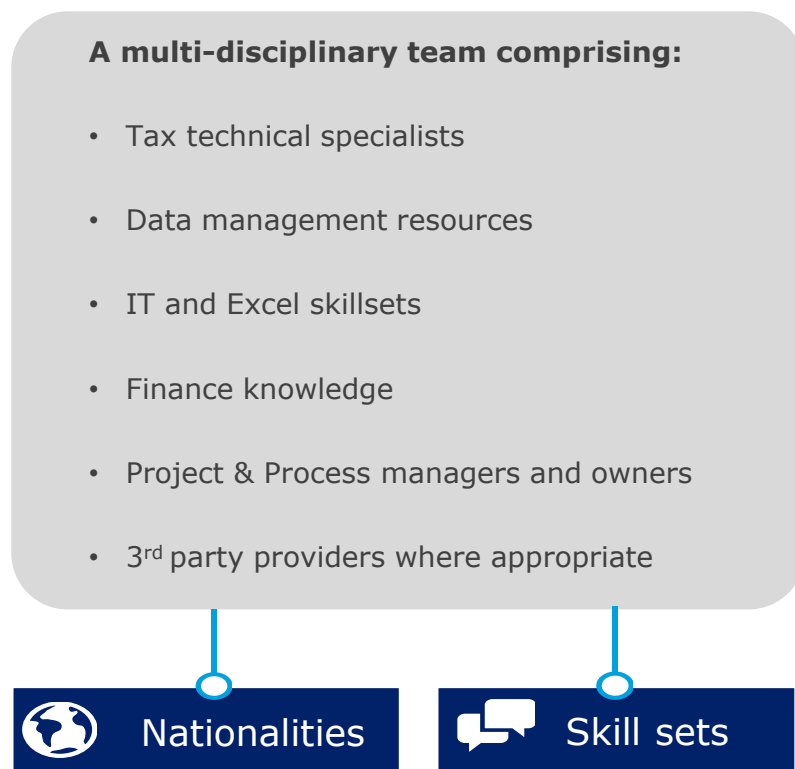 A multi-disciplinary team comprising:
• Tax technical specialists
• Data management resources
• IT and Excel skillsets
• Finance knowledge
• Project & Process managers and owners
• 3rd party providers where appropriate
Nationalities
Skill sets